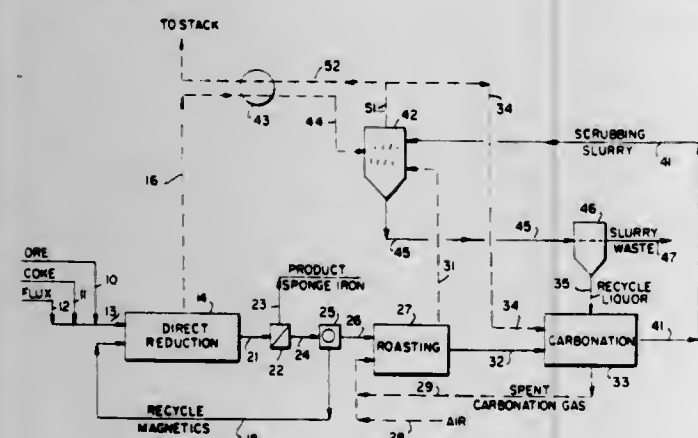 TO STACK
52
51
42
34
43
44
SCRUBBING
SLURRY
41
16
46
45
45
SLURRY
WASTE
47
ORE
COKE
FLUX
12
11
10
13
14
DIRECT
REDUCTION
PRODUCT
SPONGE IRON
23
21
22
24
25
26
31
27
ROASTING
34
35
RECYCLE
LIQUOR
CARBONATION
41
32
33
29
SPENT
CARBONATION GAS
AIR
28
RECYCLE
MAGNETICS